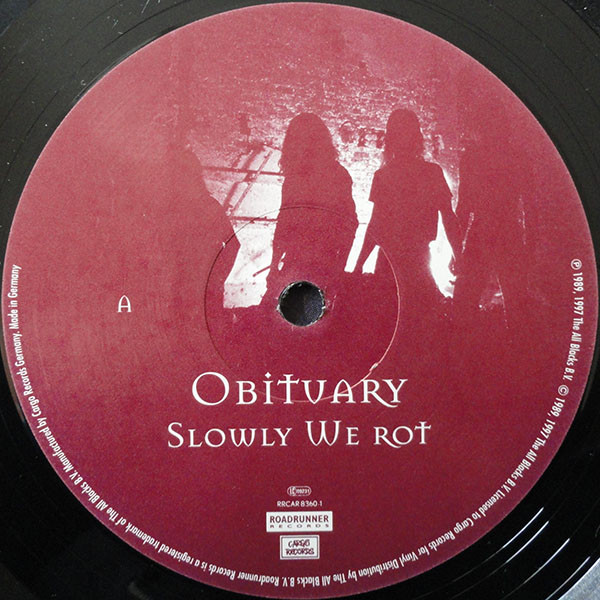 A
OBITUARY
SLOWLY WE ROT
RRCAR 8360-1
ROADRUNNER
RECORDS
CARGO
RECORDS
℗ 1989, 1997 The All Blacks B.V. © 1989, 1997 The All Blacks B.V. Licensed to Cargo Records for Vinyl Distribution by The All Blacks B.V. Roadrunner Records is a registered trademark of the All Blacks B.V. Manufactured by Cargo Records Germany. Made in Germany